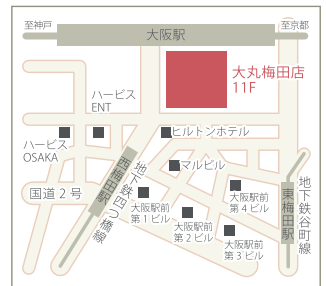 至神戸
大阪駅
至京都
大丸梅田店
11F
ハービス
ENT
ハービス
OSAKA
ヒルトンホテル
マルビル
西梅田駅
地下鉄四つ橋線
国道2号
大阪駅前
第1ビル
大阪駅前
第2ビル
大阪駅前
第3ビル
大阪駅前
第4ビル
東梅田駅
地下鉄谷町線